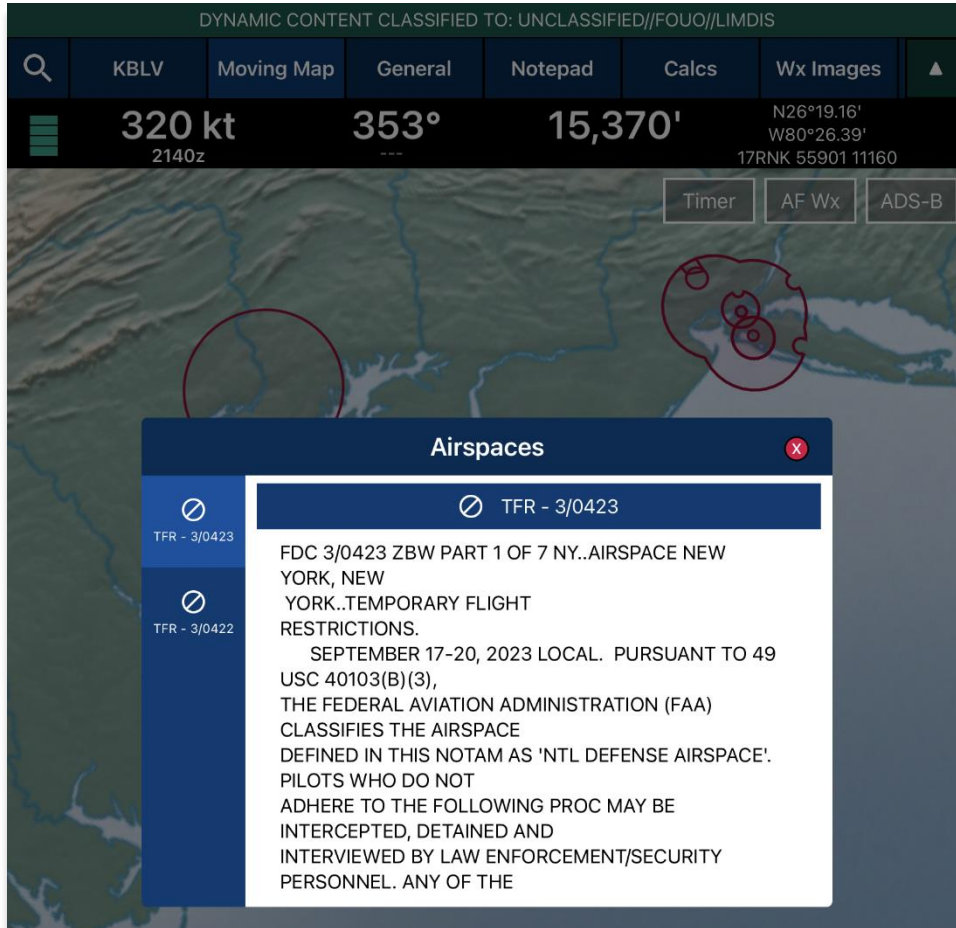 DYNAMIC CONTENT CLASSIFIED TO: UNCLASSIFIED//FOUO//LIMDIS
KBLV Moving Map General Notepad Calcs Wx Images
320 kt 353° 15,370' N26°19.16'
W80°26.39'
2140z --- 17RNK 55901 11160
Timer AF Wx ADS-B
Airspaces X
TFR - 3/0423
TFR - 3/0423
TFR - 3/0422
FDC 3/0423 ZBW PART 1 OF 7 NY..AIRSPACE NEW
YORK, NEW
YORK..TEMPORARY FLIGHT
RESTRICTIONS.
SEPTEMBER 17-20, 2023 LOCAL. PURSUANT TO 49
USC 40103(B)(3),
THE FEDERAL AVIATION ADMINISTRATION (FAA)
CLASSIFIES THE AIRSPACE
DEFINED IN THIS NOTAM AS 'NTL DEFENSE AIRSPACE'.
PILOTS WHO DO NOT
ADHERE TO THE FOLLOWING PROC MAY BE
INTERCEPTED, DETAINED AND
INTERVIEWED BY LAW ENFORCEMENT/SECURITY
PERSONNEL. ANY OF THE